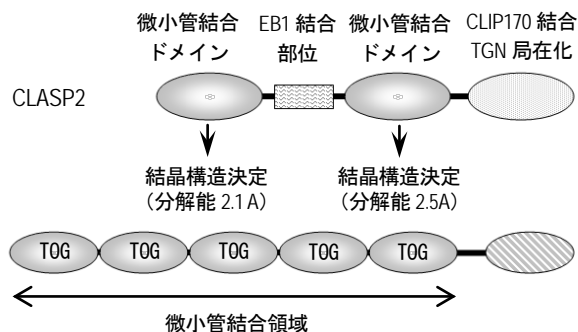 微小管結合 EB1 結合 微小管結合 CLIP170 結合
ドメイン 部位 ドメイン TGN 局在化
CLASP2
結晶構造決定 結晶構造決定
（分解能 2.1 A） （分解能 2.5A）
TOG TOG TOG TOG TOG
微小管結合領域